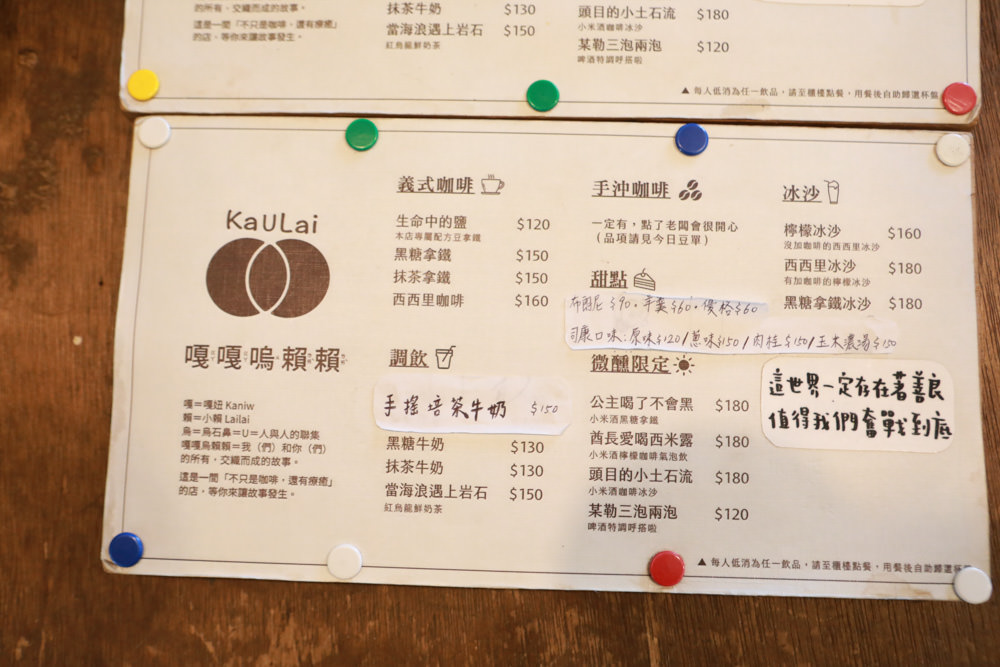 的所有，交織而成的故事。
這是一間「不只是咖啡，還有療癒」
的店，等你來讓故事發生。
抹茶牛奶 $130
當海浪遇上岩石 $150
紅烏龍鮮奶茶
頭目的小土石流 $180
小米酒咖啡冰沙
某勒三泡兩泡 $120
啤酒特調呼搭啦
▲ 每人低消為任一飲品，請至櫃檯點餐，用餐後自助歸還杯盤
KaULai
嘎嘎嗚賴賴
嘎＝嘎妞 Kaniw
賴＝小賴 Lailai
烏＝烏石鼻＝U＝人與人的聯集
嘎嘎烏賴賴＝我（們）和你（們）
的所有，交織而成的故事。
這是一間「不只是咖啡，還有療癒」
的店，等你來讓故事發生。
義式咖啡
生命中的鹽 $120
本店專屬配方豆拿鐵
黑糖拿鐵 $150
抹茶拿鐵 $150
西西里咖啡 $160
調飲
手搖培茶牛奶 $150
黑糖牛奶 $130
抹茶牛奶 $130
當海浪遇上岩石 $150
紅烏龍鮮奶茶
手沖咖啡
一定有，點了老闆會很開心
（品項請見今日豆單）
甜點
布朗尼 $90。羊羹 $60。優格 $60
司康口味：原味 $120 / 蔥味 $150 / 肉桂 $150 / 玉米濃湯 $150
微醺限定
公主喝了不會黑 $180
小米酒黑糖拿鐵
酋長愛喝西米露 $180
小米酒檸檬咖啡氣泡飲
頭目的小土石流 $180
小米酒咖啡冰沙
某勒三泡兩泡 $120
啤酒特調呼搭啦
冰沙
檸檬冰沙 $160
沒加咖啡的西西里冰沙
西西里冰沙 $180
有加咖啡的檸檬冰沙
黑糖拿鐵冰沙 $180
這世界一定存在著善良
值得我們奮戰到底
▲ 每人低消為任一飲品，請至櫃檯點餐，用餐後自助歸還杯